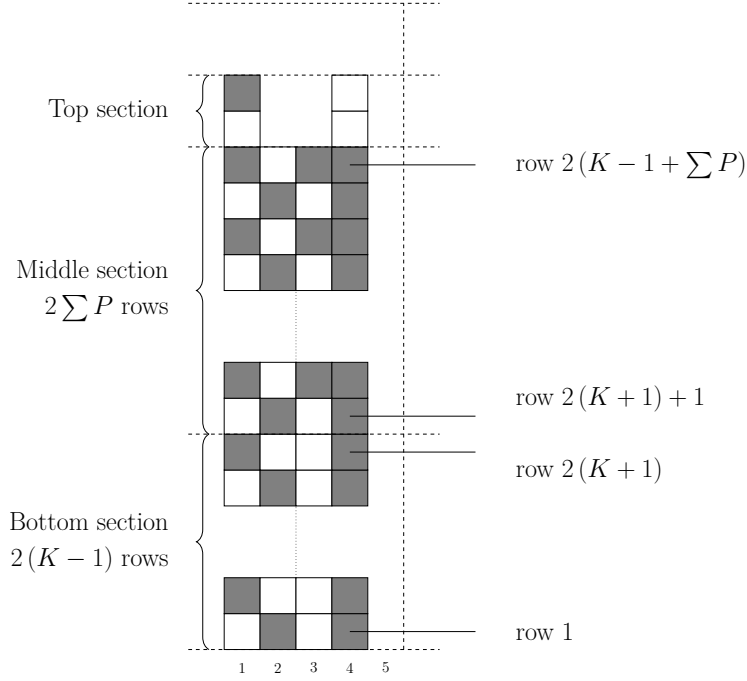 Top section
row 2 (K − 1 + ∑ P)
Middle section
2 ∑ P rows
row 2 (K + 1) + 1
row 2 (K + 1)
Bottom section
2 (K − 1) rows
row 1
1 2 3 4 5